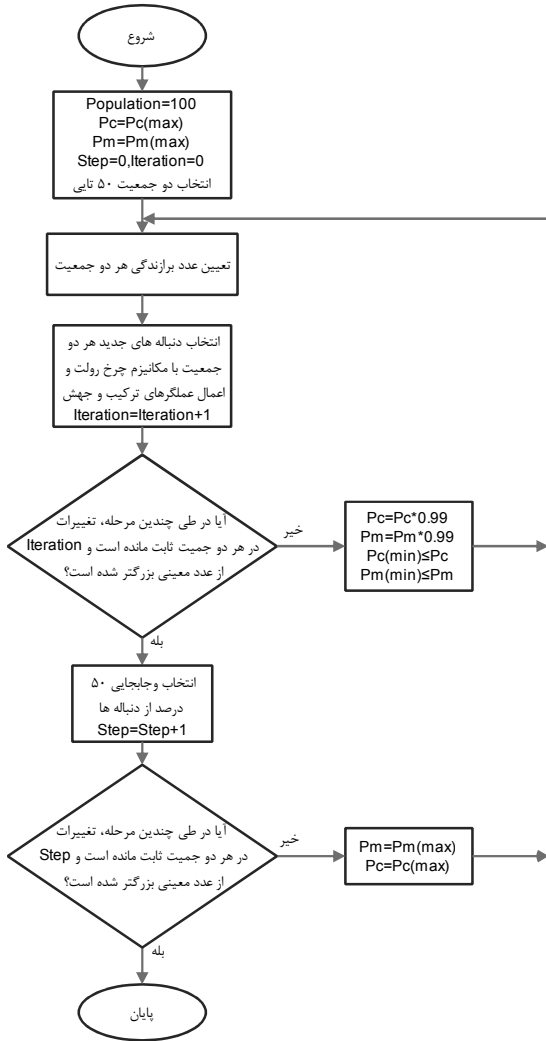 شروع
Population=100
Pc=Pc(max)
Pm=Pm(max)
Step=0,Iteration=0
انتخاب دو جمعیت ۵۰ تایی
تعیین عدد برازندگی هر دو جمعیت
انتخاب دنباله های جدید هر دو
جمعیت با مکانیزم چرخ رولت و
اعمال عملگرهای ترکیب و جهش
Iteration=Iteration+1
آیا در طی چندین مرحله، تغییرات
در هر دو جمیت ثابت مانده است و Iteration
از عدد معینی بزرگتر شده است؟
خیر
Pc=Pc*0.99
Pm=Pm*0.99
Pc(min)≤Pc
Pm(min)≤Pm
بله
انتخاب وجابجایی ۵۰
درصد از دنباله ها
Step=Step+1
آیا در طی چندین مرحله، تغییرات
در هر دو جمیت ثابت مانده است و Step
از عدد معینی بزرگتر شده است؟
خیر
Pm=Pm(max)
Pc=Pc(max)
بله
پایان